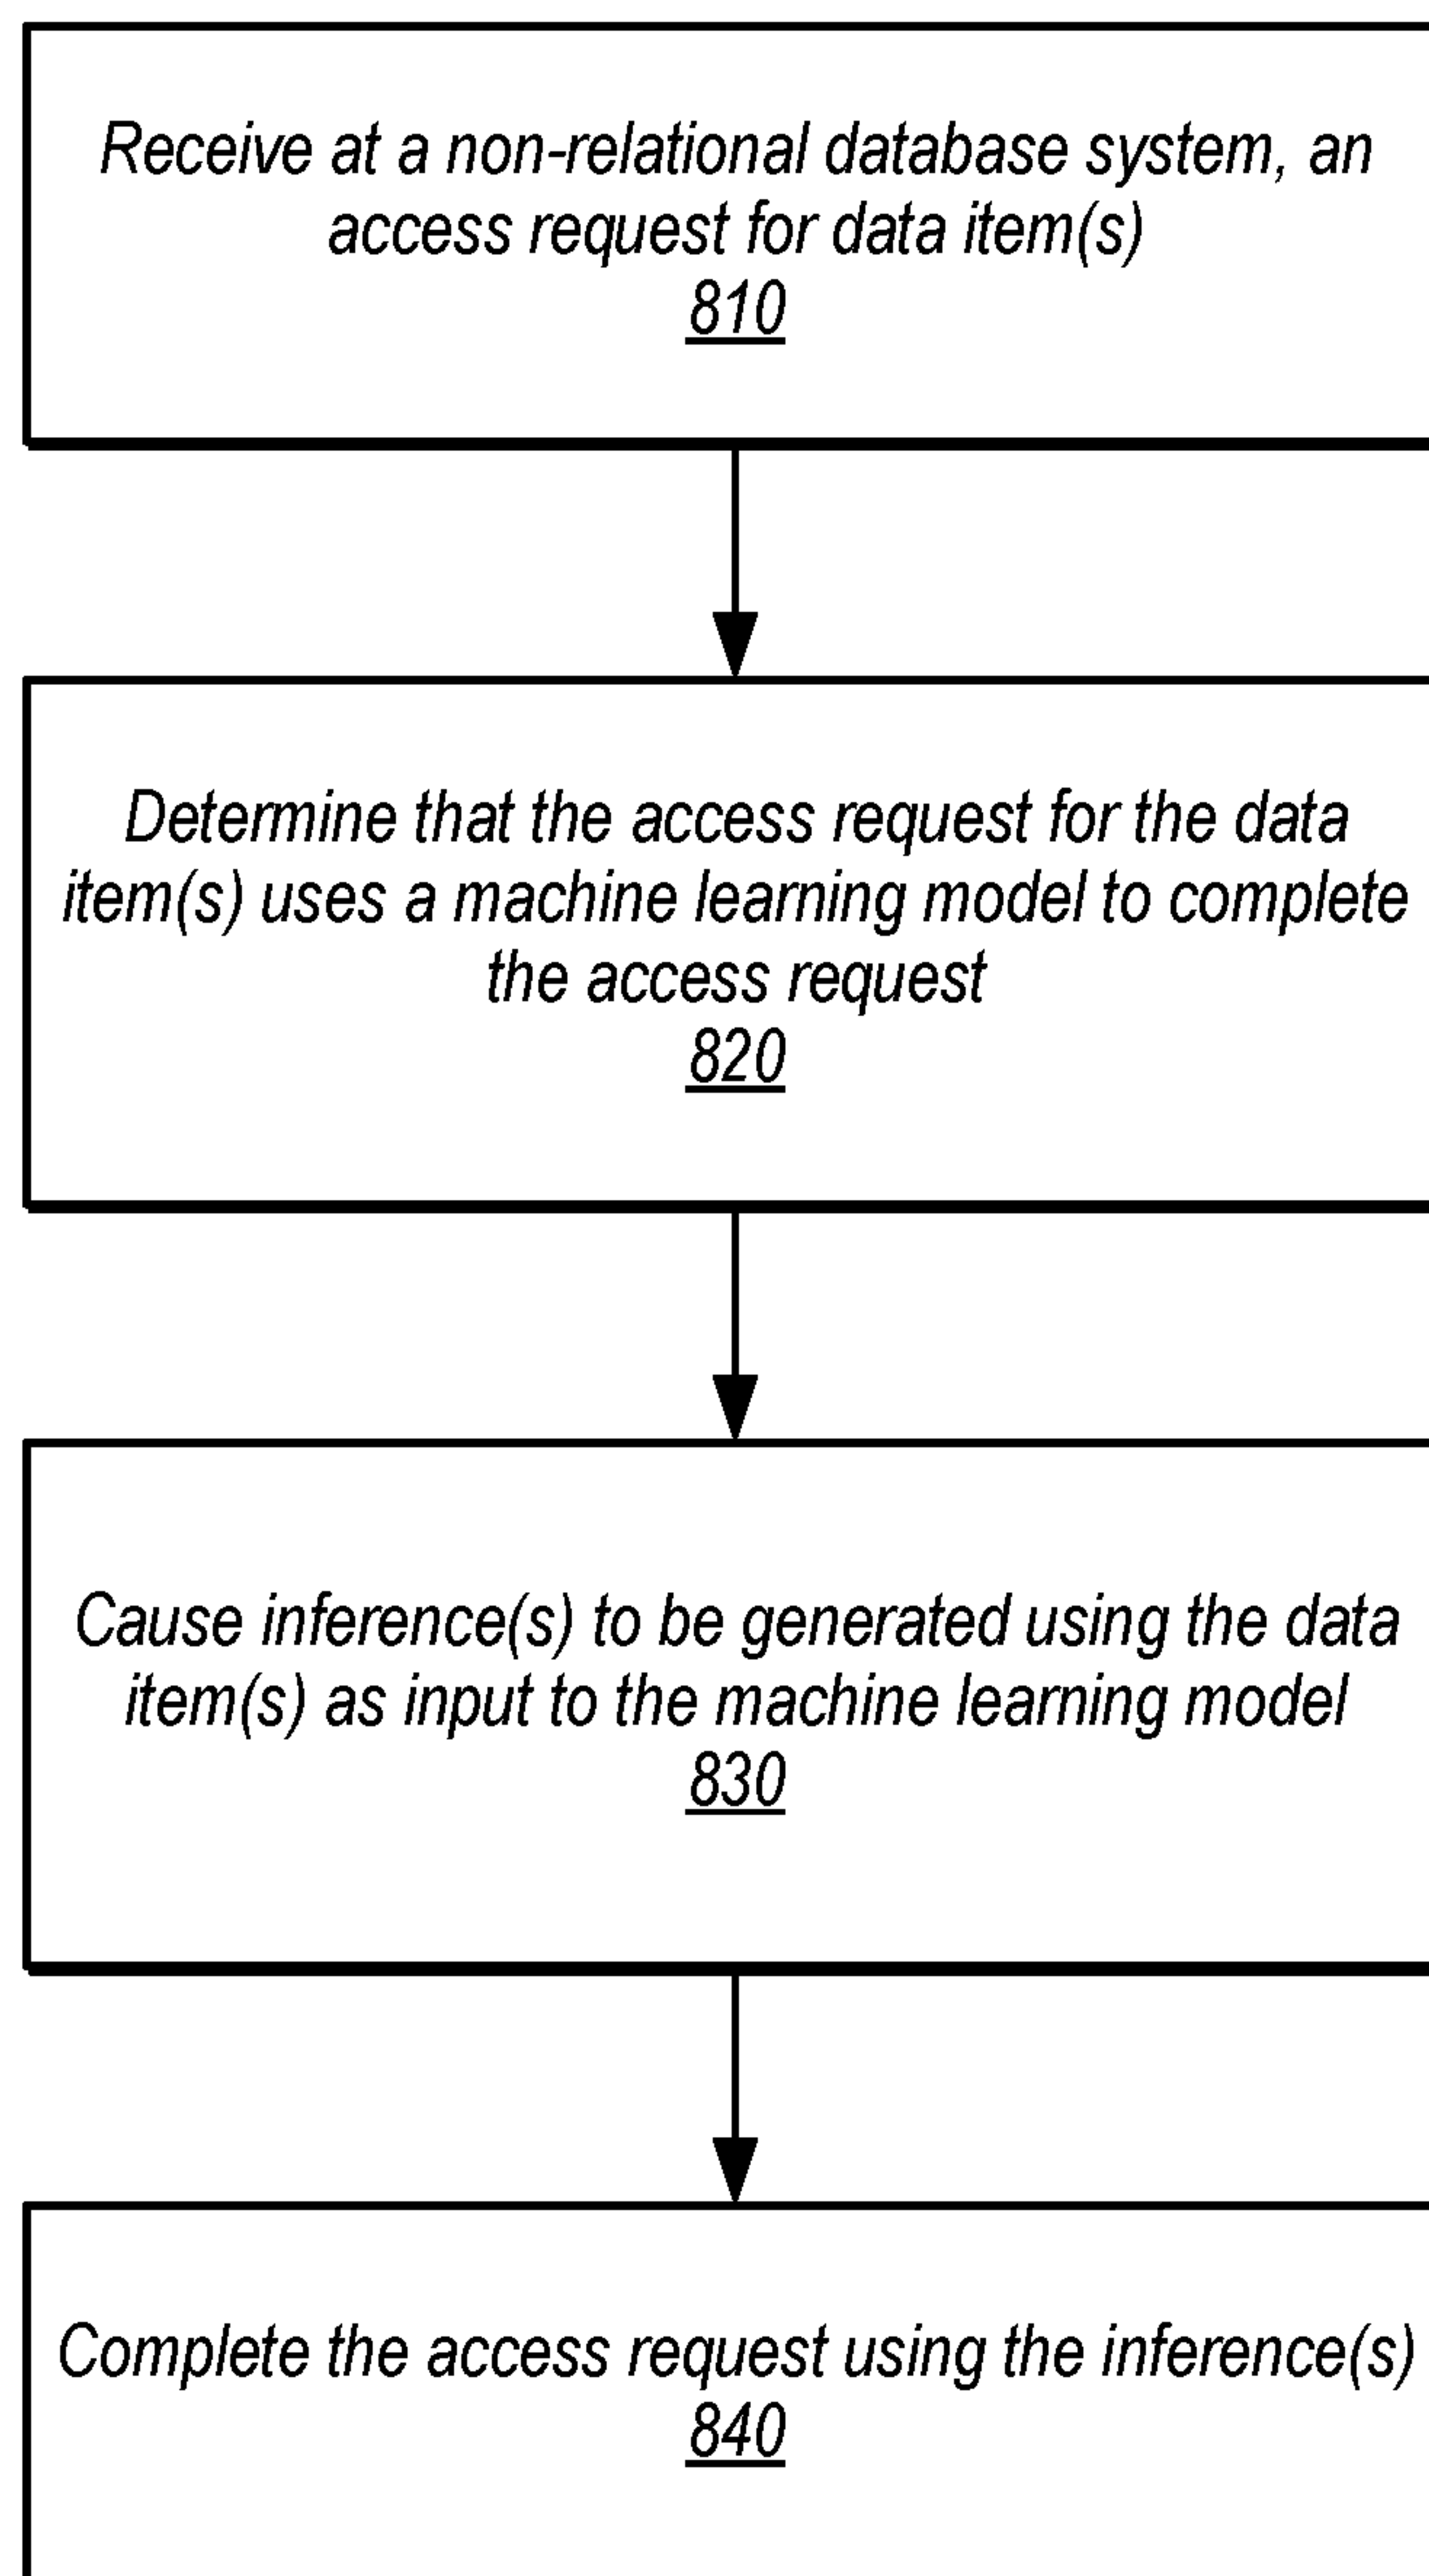 Receive at a non-relational database system, an
access request for data item(s)
810
Determine that the access request for the data
item(s) uses a machine learning model to complete
the access request
820
Cause inference(s) to be generated using the data
item(s) as input to the machine learning model
830
Complete the access request using the inference(s)
840